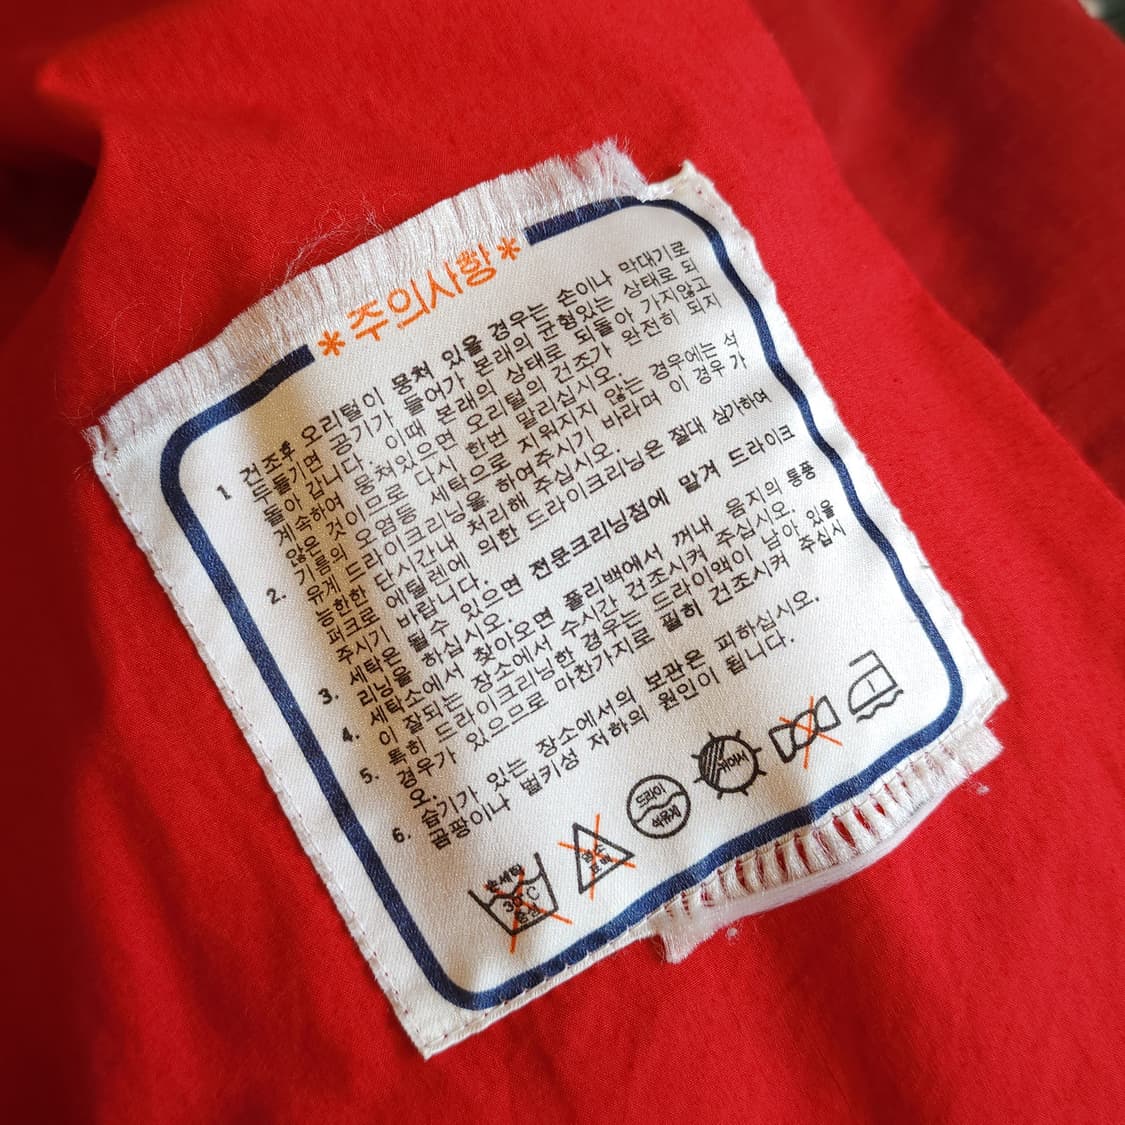 *주의사항*
1 건조후 오리털이 뭉쳐 있을 경우는 손이나 막대기로
두들기면 공기가 들어가 본래의 균형있는 상태로 되
돌아 갑니다. 이때 본래의 상태로 되돌아 가지않고
계속하여 뭉쳐있으면 오리털의 건조가 완전히 되지
않은 것이므로 다시 한번 말리십시오.
2. 기름의 오염등 세탁으로 지워지지 않는 경우에는 석
유계 드라이크리닝을 하여주시기 바라며 이 경우 가
능한한 단시간내 처리해 주십시오.
퍼크로 에틸렌에 의한 드라이크리닝은 절대 삼가하여
주시기 바랍니다.
3. 세탁은 될수 있으면 전문크리닝점에 맡겨 드라이크
리닝을 하십시오.
4. 세탁소에서 찾아오면 폴리백에서 꺼내 음지의 통풍
이 잘되는 장소에서 수시간 건조시켜 주십시오.
5. 특히 드라이크리닝한 경우는 드라이액이 남아 있을
경우가 있으므로 마찬가지로 필히 건조시켜 주십시
오.
6. 습기가 있는 장소에서의 보관은 피하십시오.
곰팡이나 벌키성 저하의 원인이 됩니다.
손세탁
30°C
중성
드라이
석유계